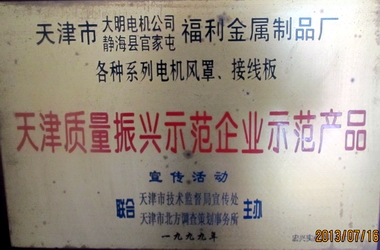 天津市 大明电机公司 福利金属制品厂
静海县官家屯
各种系列电机风罩、接线板
天津质量振兴示范企业示范产品
宣传活动
联合 天津市技术监督局宣传处 主办
天津市北方调查策划事务所
一九九九年
2013/07/16